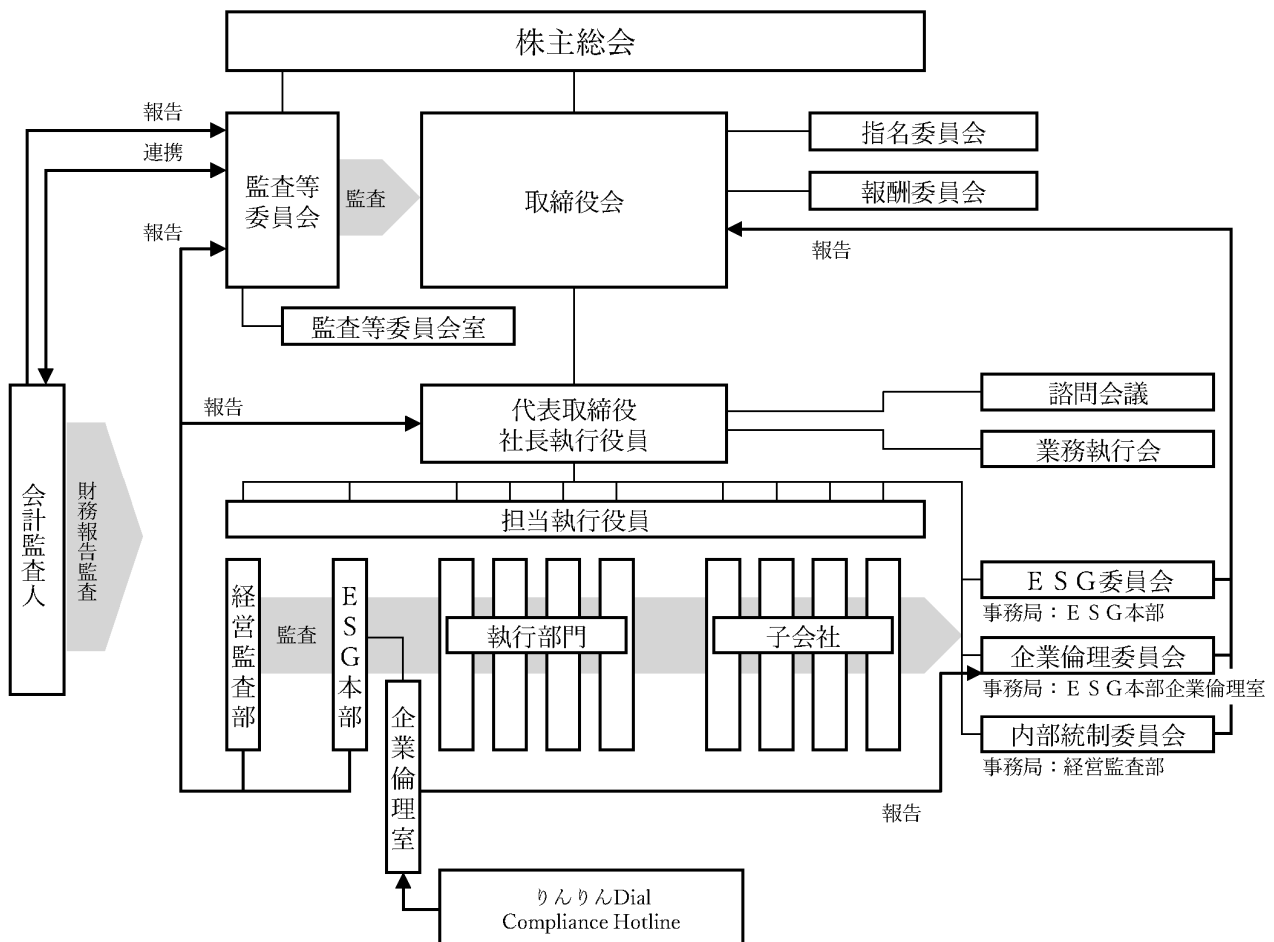 株主総会
報告
連携
報告
監査等
委員会
監査
取締役会
指名委員会
報酬委員会
報告
監査等委員会室
報告
代表取締役
社長執行役員
諮問会議
業務執行会
会計監査人
財務報告監査
担当執行役員
経営監査部
監査
ESG本部
企業倫理室
執行部門
子会社
ESG委員会
事務局：ESG本部
企業倫理委員会
事務局：ESG本部企業倫理室
内部統制委員会
事務局：経営監査部
報告
りんりんDial
Compliance Hotline